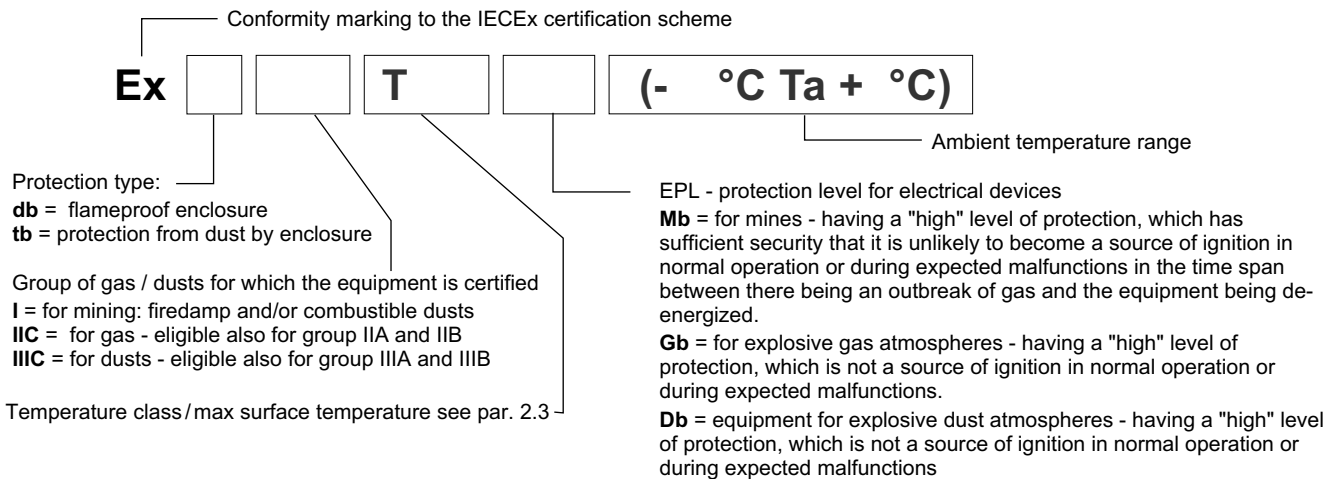 Conformity marking to the IECEx certification scheme
Ex T (- °C Ta + °C)
Ambient temperature range
Protection type:
db = flameproof enclosure
tb = protection from dust by enclosure
Group of gas / dusts for which the equipment is certified
I = for mining: firedamp and/or combustible dusts
IIC = for gas - eligible also for group IIA and IIB
IIIC = for dusts - eligible also for group IIIA and IIIB
Temperature class/max surface temperature see par. 2.3
EPL - protection level for electrical devices
Mb = for mines - having a "high" level of protection, which has
sufficient security that it is unlikely to become a source of ignition in
normal operation or during expected malfunctions in the time span
between there being an outbreak of gas and the equipment being de-
energized.
Gb = for explosive gas atmospheres - having a "high" level of
protection, which is not a source of ignition in normal operation or
during expected malfunctions.
Db = equipment for explosive dust atmospheres - having a "high" level
of protection, which is not a source of ignition in normal operation or
during expected malfunctions